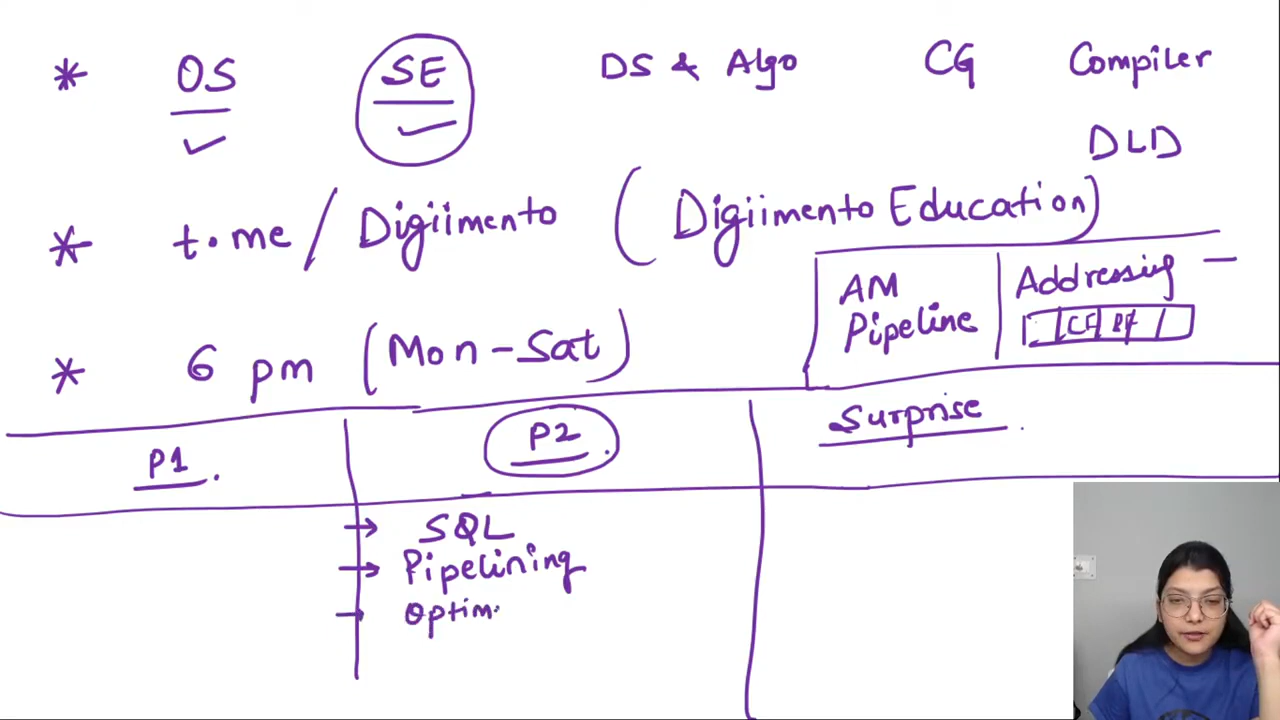 * OS SE DS & Algo CG Compiler
DLD
* t.me / Digiimento (Digiimento Education)
AM Pipeline
Addressing –
CF
* 6 pm (Mon-Sat)
P1. P2. Surprise.
→ SQL
→ Pipelining
→ Optim